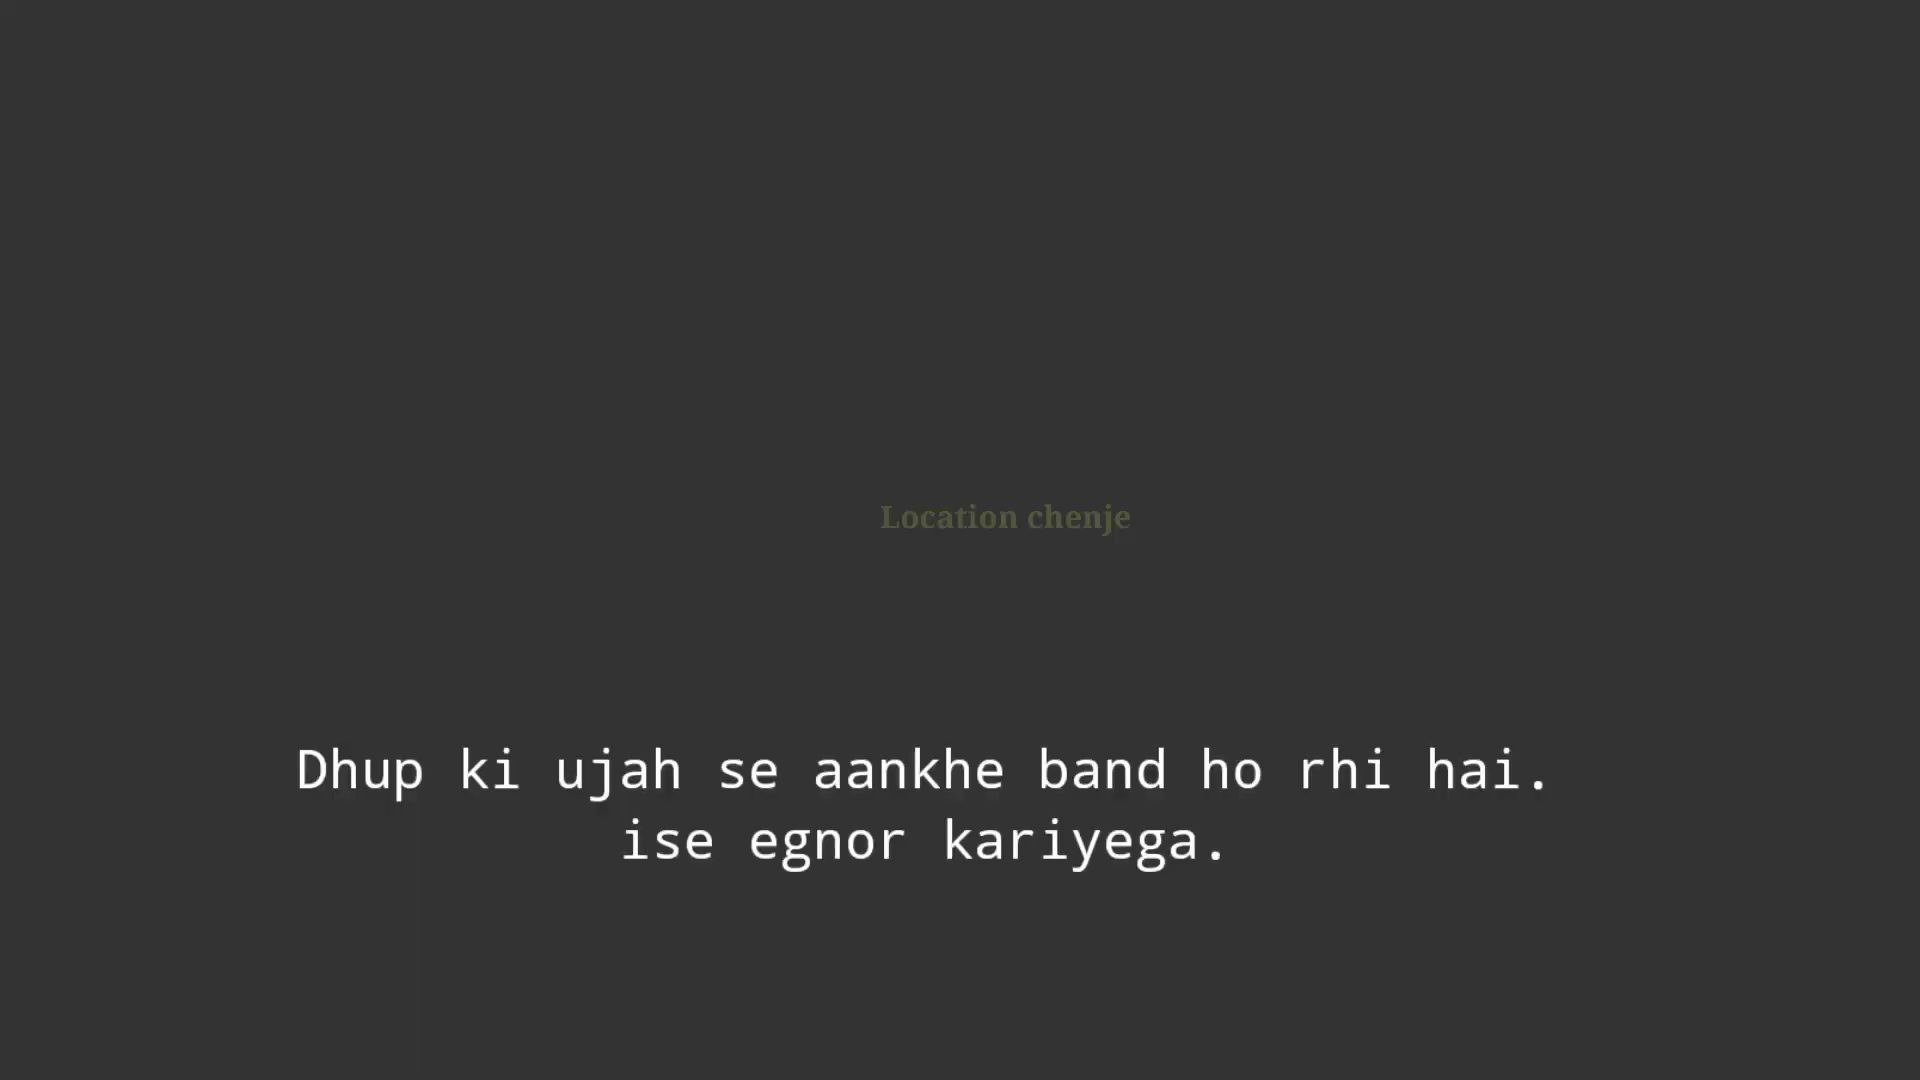 Location chenje
Dhup ki ujah se aankhe band ho rhi hai.
ise egnor kariyega.